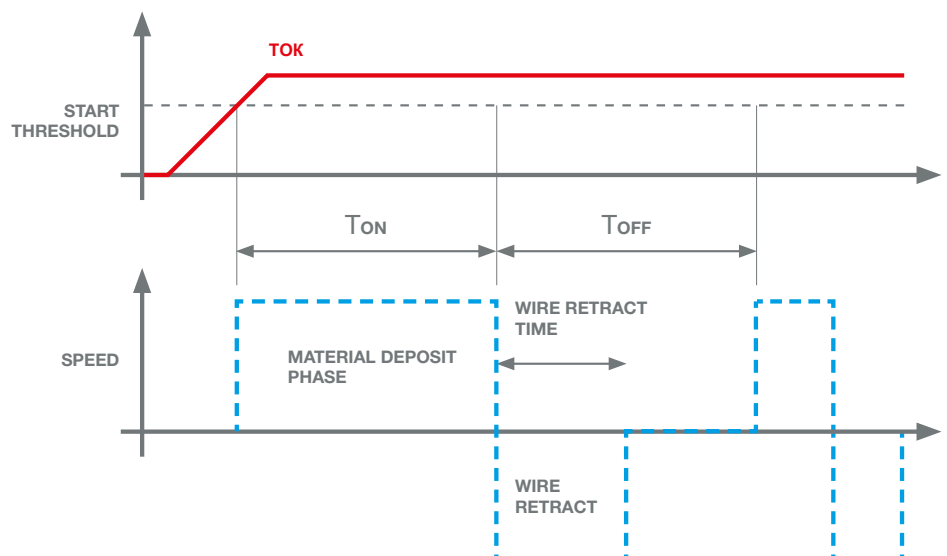 TOK
START
THRESHOLD
TON
TOFF
WIRE RETRACT
TIME
SPEED
MATERIAL DEPOSIT
PHASE
WIRE
RETRACT